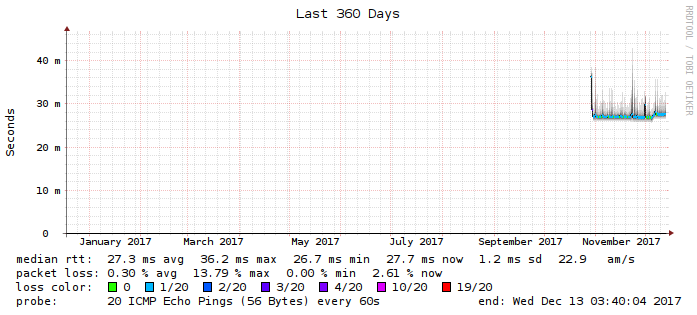 Last 360 Days
RRDTOOL / TOBI OETIKER
Seconds
40 m
30 m
20 m
10 m
0
January 2017 March 2017 May 2017 July 2017 September 2017 November 2017
median rtt: 27.3 ms avg 36.2 ms max 26.7 ms min 27.7 ms now 1.2 ms sd 22.9 am/s
packet loss: 0.30 % avg 13.79 % max 0.00 % min 2.61 % now
loss color: 0 1/20 2/20 3/20 4/20 10/20 19/20
probe: 20 ICMP Echo Pings (56 Bytes) every 60s end: Wed Dec 13 03:40:04 2017